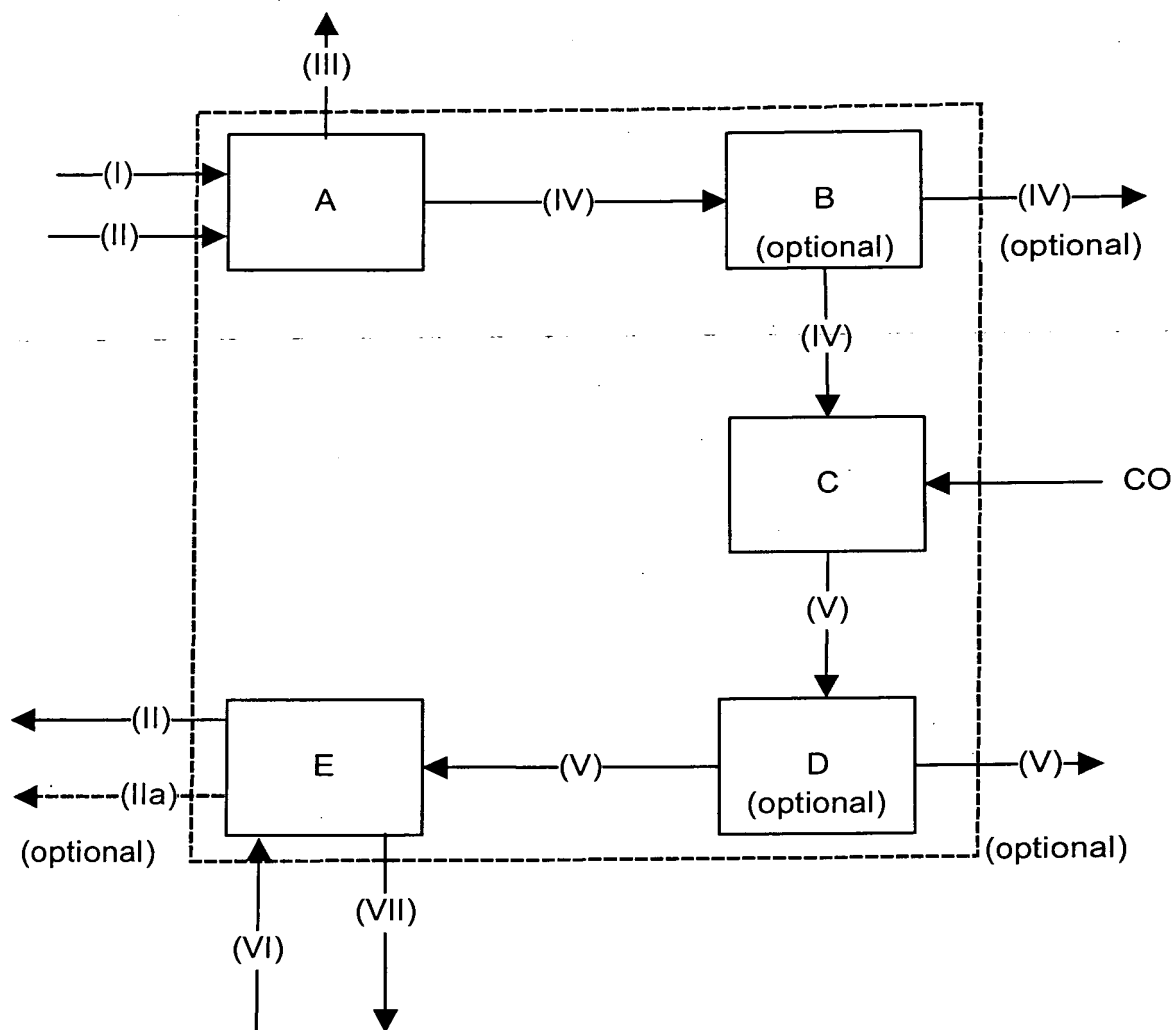 (III)
(I)
A
(IV)
B
(IV)
(II)
(optional)
(optional)
(IV)
C
CO
(V)
(II)
E
(V)
D
(V)
(IIa)
(optional)
(optional)
(optional)
(VII)
(VI)